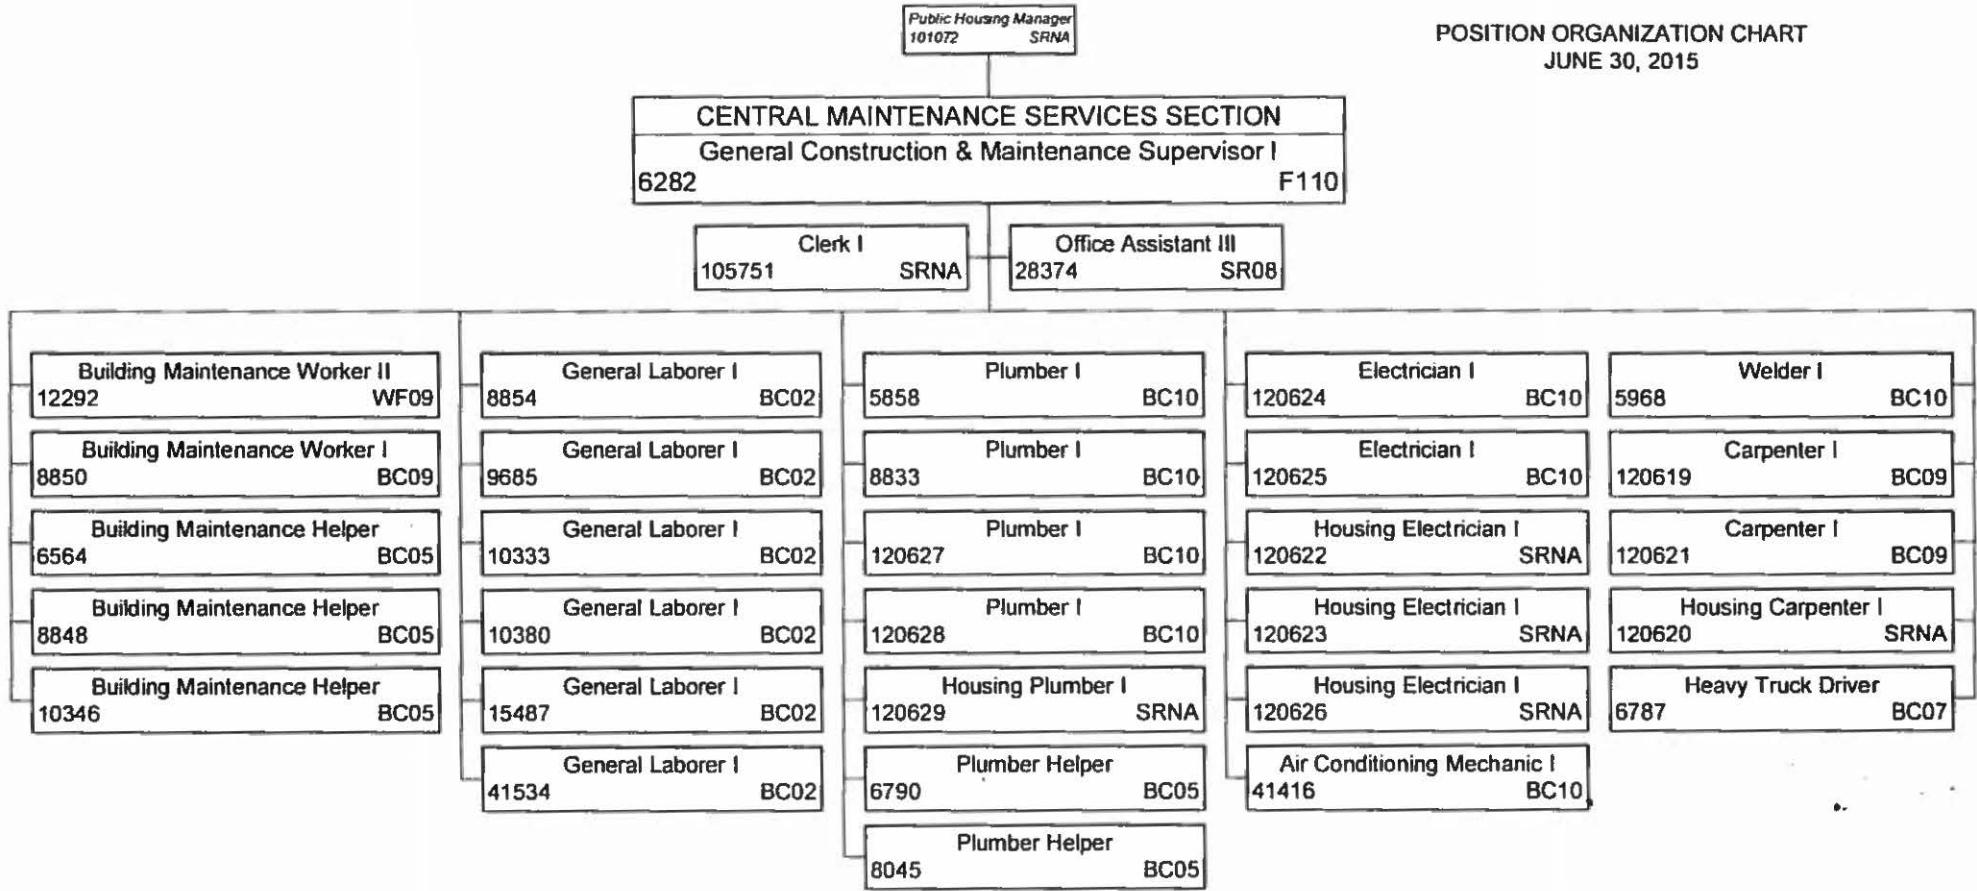 Public Housing Manager
101072 SRNA
POSITION ORGANIZATION CHART
JUNE 30, 2015
CENTRAL MAINTENANCE SERVICES SECTION
General Construction & Maintenance Supervisor I
6282 F110
Clerk I
105751 SRNA
Office Assistant III
28374 SR08
Building Maintenance Worker II
12292 WF09
Building Maintenance Worker I
8850 BC09
Building Maintenance Helper
6564 BC05
Building Maintenance Helper
8848 BC05
Building Maintenance Helper
10346 BC05
General Laborer I
8854 BC02
General Laborer I
9685 BC02
General Laborer I
10333 BC02
General Laborer I
10380 BC02
General Laborer I
15487 BC02
General Laborer I
41534 BC02
Plumber I
5858 BC10
Plumber I
8833 BC10
Plumber I
120627 BC10
Plumber I
120628 BC10
Housing Plumber I
120629 SRNA
Plumber Helper
6790 BC05
Plumber Helper
8045 BC05
Electrician I
120624 BC10
Electrician I
120625 BC10
Housing Electrician I
120622 SRNA
Housing Electrician I
120623 SRNA
Housing Electrician I
120626 SRNA
Air Conditioning Mechanic I
41416 BC10
Welder I
5968 BC10
Carpenter I
120619 BC09
Carpenter I
120621 BC09
Housing Carpenter I
120620 SRNA
Heavy Truck Driver
6787 BC07